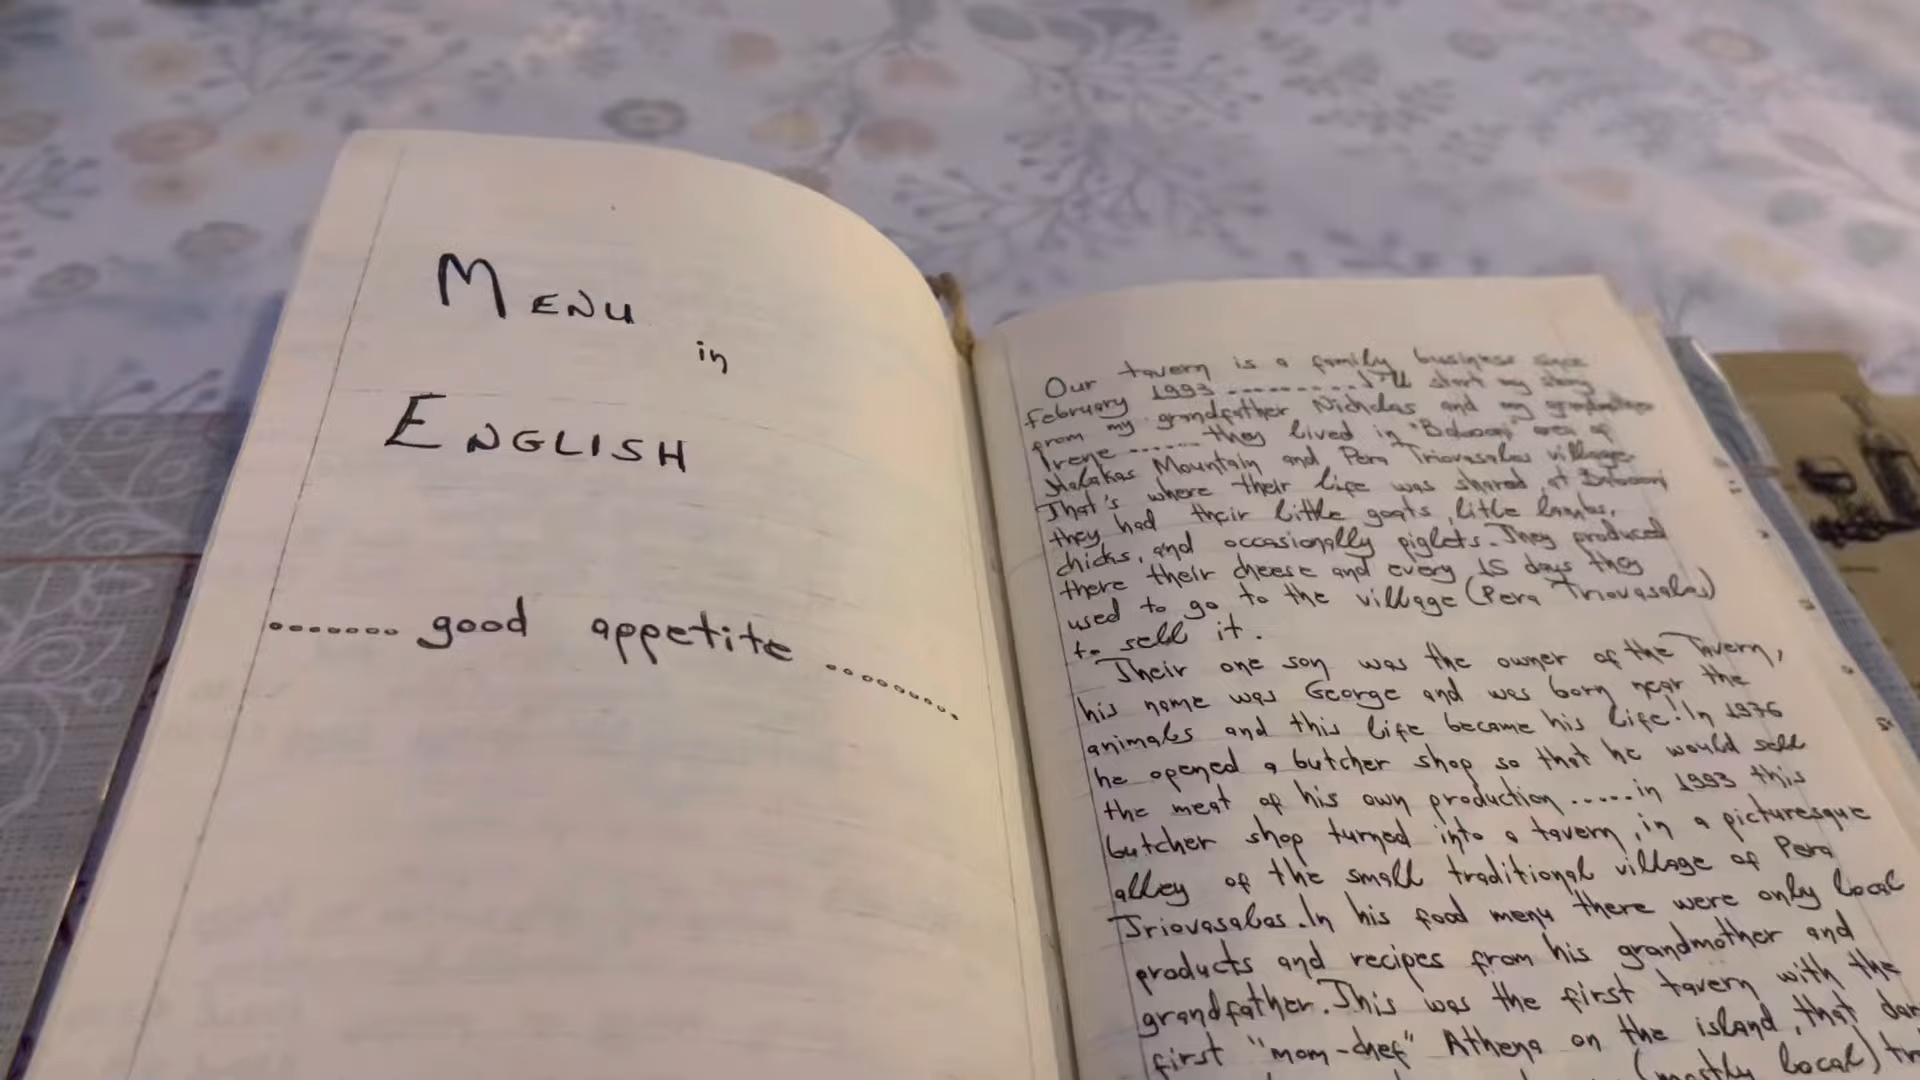 MENU
in
ENGLISH
....... good appetite ........
Our tavern is a family business since
February 1993 .......... I'll start my story
from my grandfather Nicholas and my grandmother
Irene ...... they lived in "Babouni" area of
Halakas Mountain and Pera Triovasalos village.
That's where their life was shared, at Babouni
they had their little goats, little lambs,
chicks, and occasionally piglets. They produced
there their cheese and every 15 days they
used to go to the village (Pera Triovasalos)
to sell it.
Their one son was the owner of the Tavern,
his name was George and was born near the
animals and this life became his life! In 1976
he opened a butcher shop so that he would sell
the meat of his own production ..... in 1993 this
butcher shop turned into a tavern, in a picturesque
alley of the small traditional village of Pera
Triovasalos. In his food menu there were only local
products and recipes from his grandmother and
grandfather. This was the first tavern with the
first "mom-chef" Athena on the island, that
(mostly local)